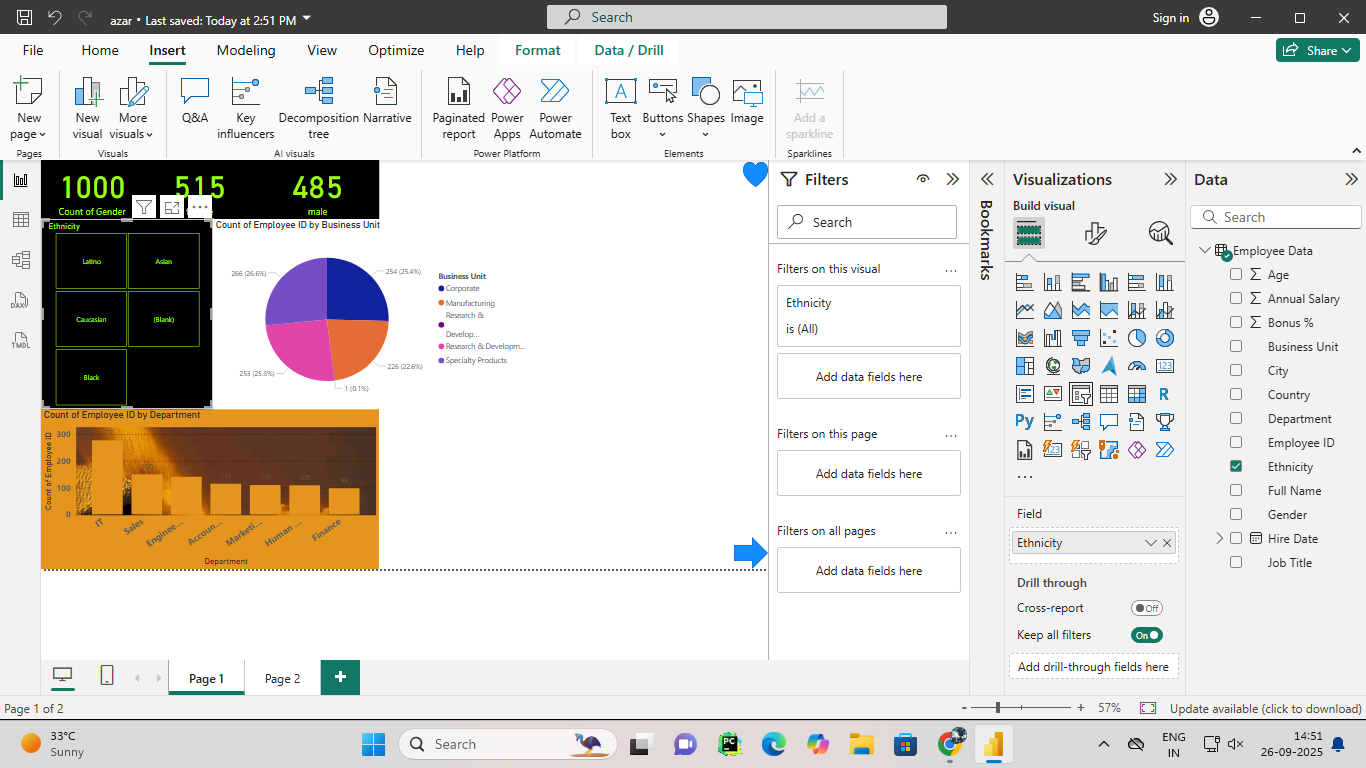 azar • Last saved: Today at 2:51 PM
Search
Sign in
File
Home
Insert
Modeling
View
Optimize
Help
Format
Data / Drill
Share
New page
New visual
More visuals
Q&A
Key influencers
Decomposition tree
Narrative
Paginated report
Power Apps
Power Automate
Text box
Buttons
Shapes
Image
Add a sparkline
Pages
Visuals
AI visuals
Power Platform
Elements
Sparklines
1000
Count of Gender
515
485
male
Ethnicity
Latino
Asian
Caucasian
(Blank)
Black
Count of Employee ID by Business Unit
266 (26.6%)
254 (25.4%)
253 (25.3%)
226 (22.6%)
1 (0.1%)
Business Unit
Corporate
Manufacturing
Research &
Develop...
Research & Developm...
Specialty Products
Count of Employee ID by Department
Count of Employee ID
300
200
100
0
IT
Sales
Enginee...
Accoun...
Marketi...
Human ...
Finance
Department
Filters
Search
Filters on this visual
Ethnicity
is (All)
Add data fields here
Filters on this page
Add data fields here
Filters on all pages
Add data fields here
Bookmarks
Visualizations
Build visual
123
R
Py
123
...
Field
Ethnicity
Drill through
Cross-report
Off
Keep all filters
On
Add drill-through fields here
Data
Search
Employee Data
Age
Annual Salary
Bonus %
Business Unit
City
Country
Department
Employee ID
Ethnicity
Full Name
Gender
Hire Date
Job Title
DAX
TMDL
Page 1
Page 2
+
Page 1 of 2
- + 57%
Update available (click to download)
33°C
Sunny
Search
PC
ENG
IN
14:51
26-09-2025